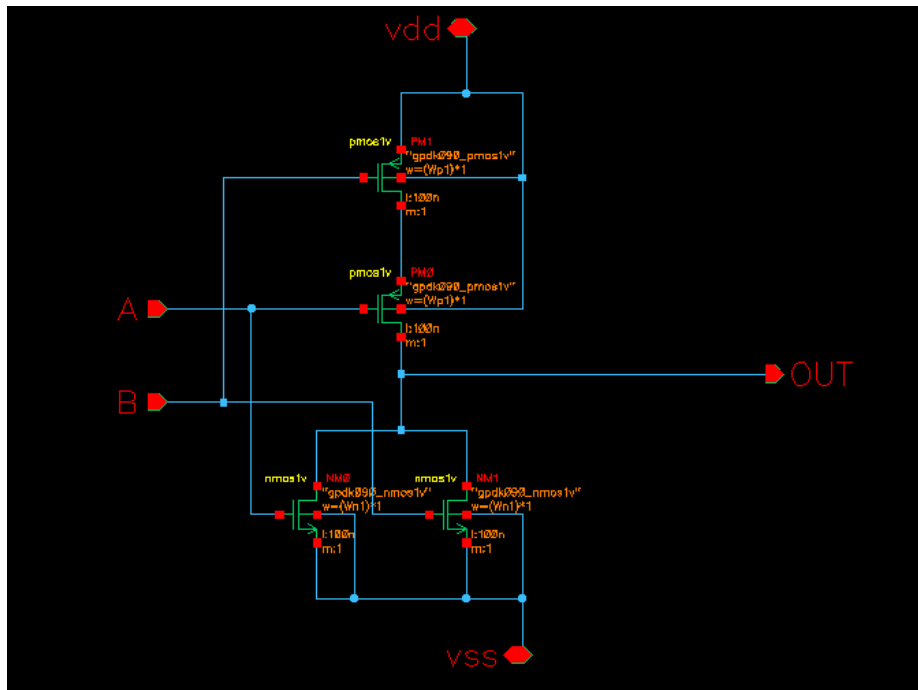 vdd
pmos1v PM1
"gpdk090_pmos1v"
w=(Wp1)*1
l:100n
m:1
pmos1v PM0
"gpdk090_pmos1v"
w=(Wp1)*1
l:100n
m:1
A
OUT
B
nmos1v NM0
"gpdk090_nmos1v"
w=(Wn1)*1
l:100n
m:1
nmos1v NM1
"gpdk090_nmos1v"
w=(Wn1)*1
l:100n
m:1
vss